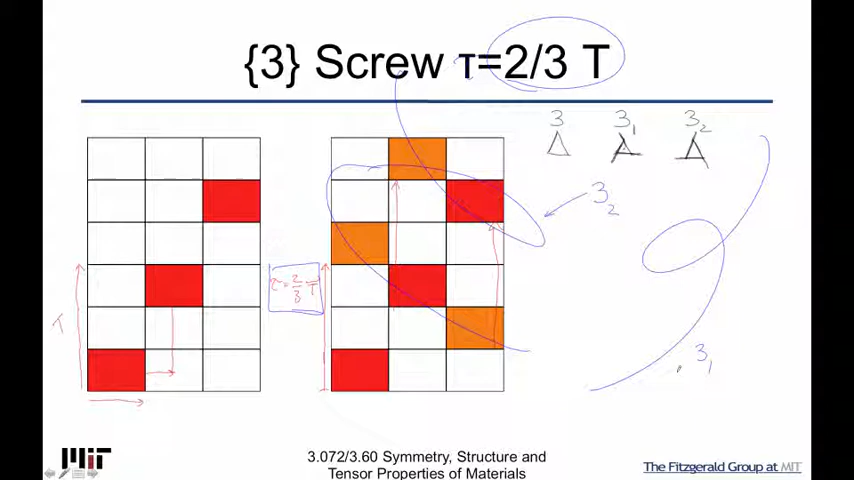 {3} Screw τ=2/3 T
3 3₁ 3₂
3₂
τ=2/3 T
T
3₁
MIT
3.072/3.60 Symmetry, Structure and
Tensor Properties of Materials
The Fitzgerald Group at MIT